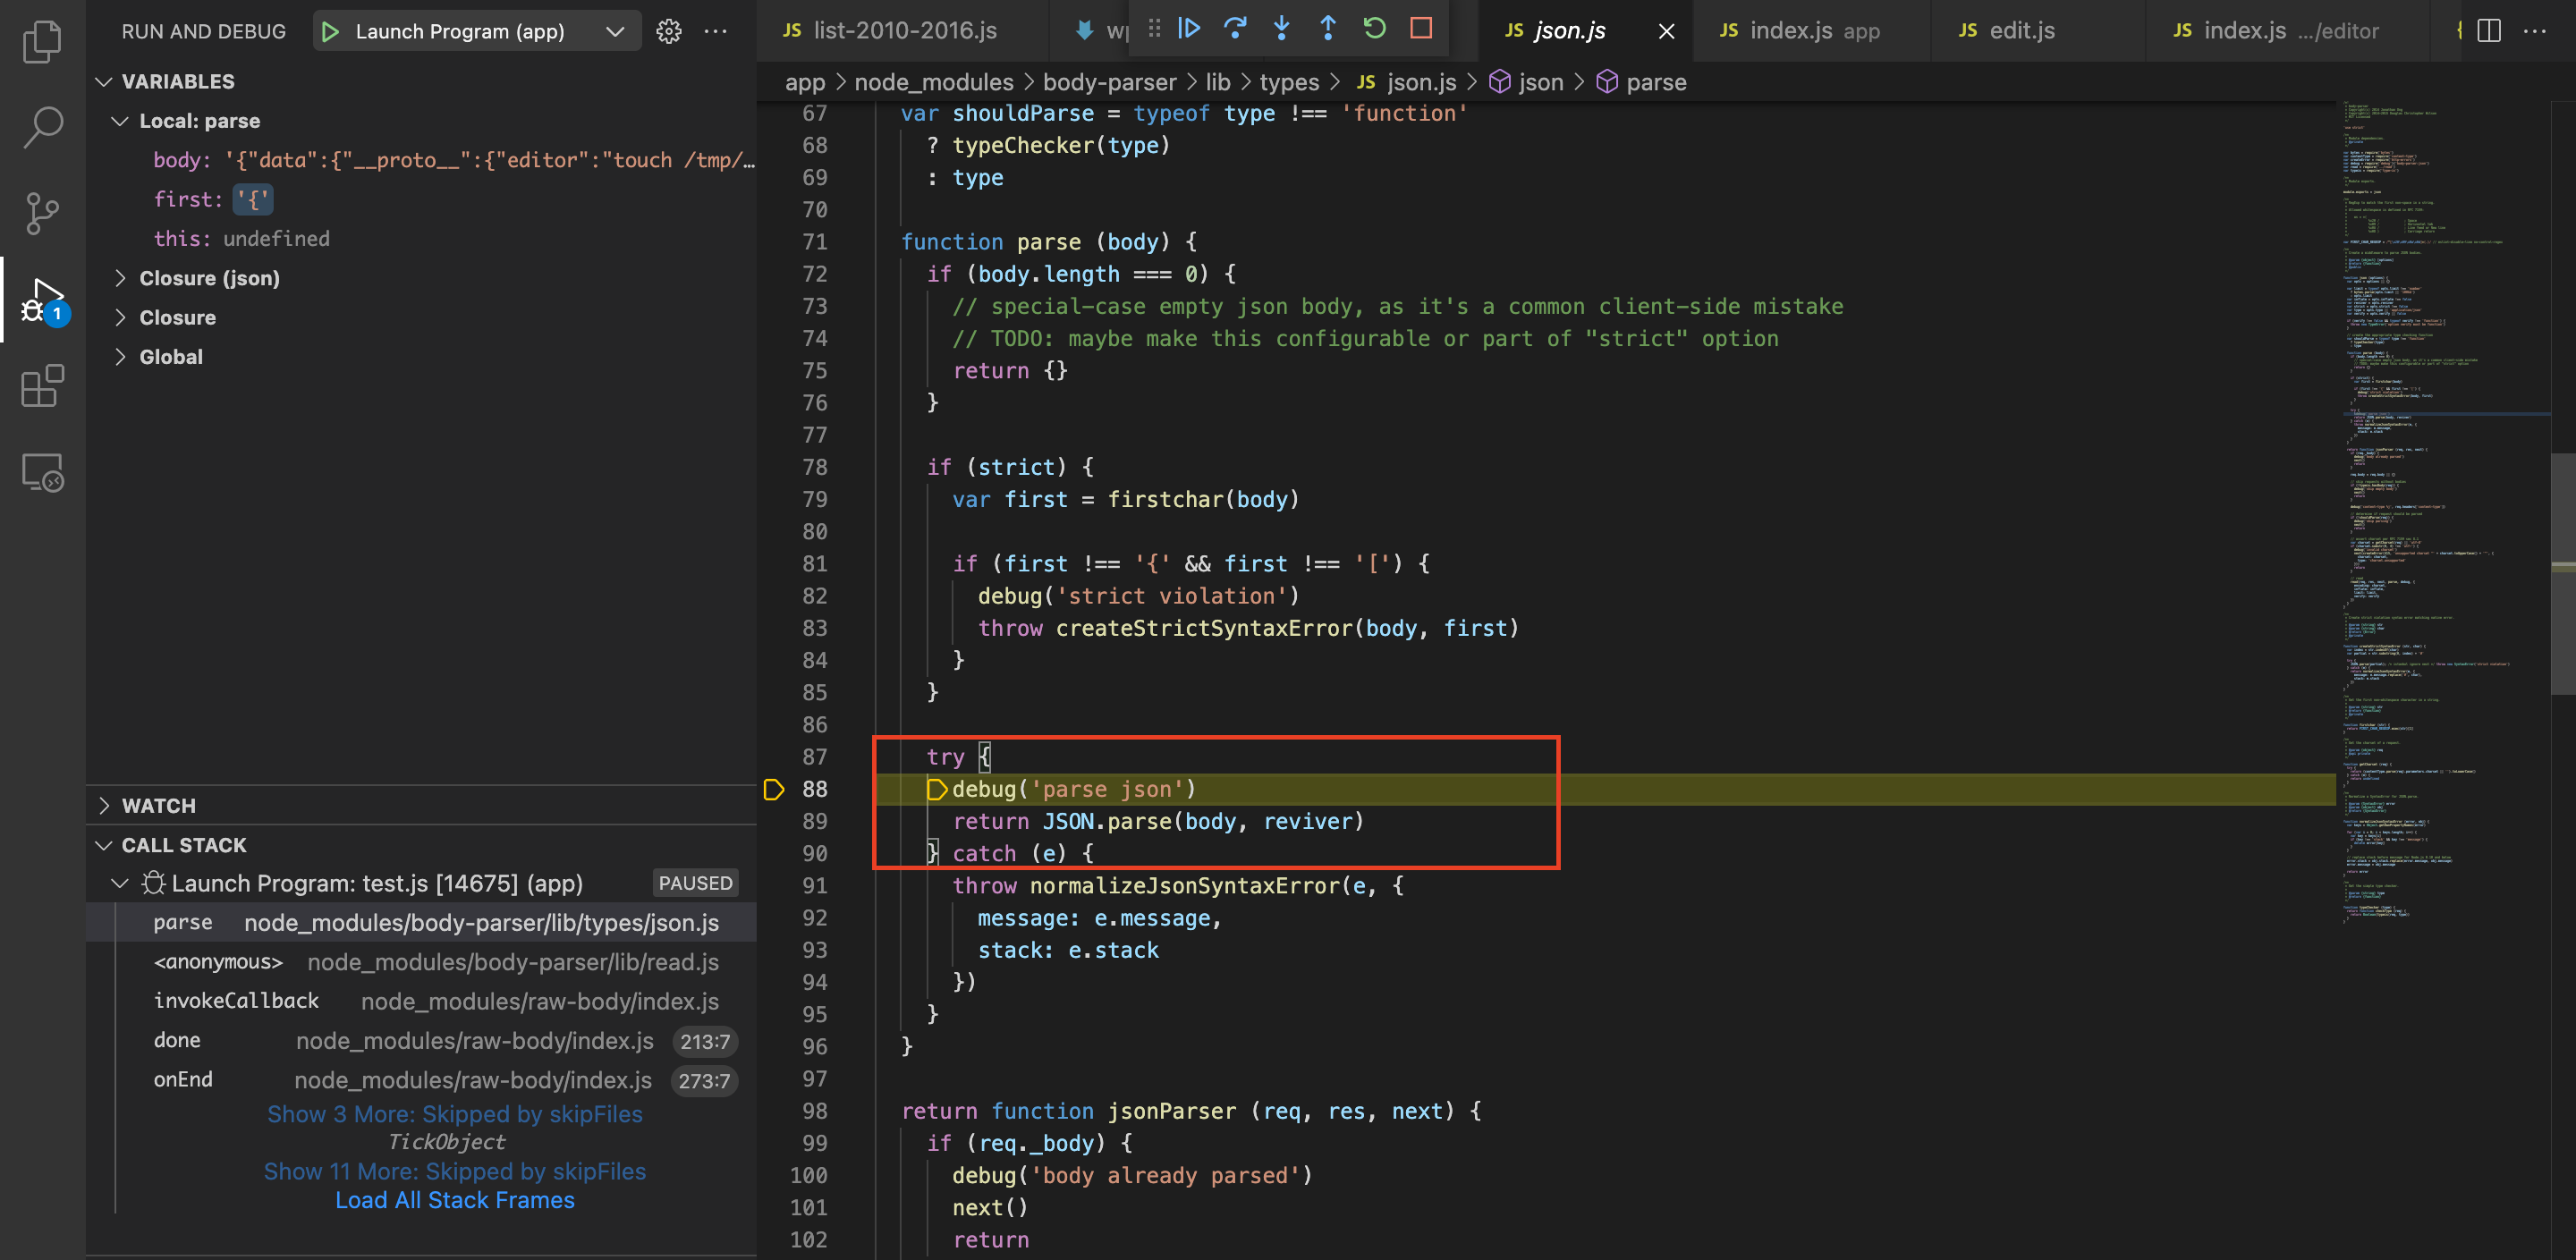 RUN AND DEBUG
Launch Program (app)
VARIABLES
Local: parse
body: '{"data":{"__proto__":{"editor":"touch /tmp/…
first: '{'
this: undefined
Closure (json)
Closure
Global
1
WATCH
CALL STACK
Launch Program: test.js [14675] (app) PAUSED
parse node_modules/body-parser/lib/types/json.js
<anonymous> node_modules/body-parser/lib/read.js
invokeCallback node_modules/raw-body/index.js
done node_modules/raw-body/index.js 213:7
onEnd node_modules/raw-body/index.js 273:7
Show 3 More: Skipped by skipFiles
TickObject
Show 11 More: Skipped by skipFiles
Load All Stack Frames
JS list-2010-2016.js JS json.js JS index.js app JS edit.js JS index.js .../editor
app > node_modules > body-parser > lib > types > JS json.js > json > parse
67 var shouldParse = typeof type !== 'function'
68 ? typeChecker(type)
69 : type
70
71 function parse (body) {
72 if (body.length === 0) {
73 // special-case empty json body, as it's a common client-side mistake
74 // TODO: maybe make this configurable or part of "strict" option
75 return {}
76 }
77
78 if (strict) {
79 var first = firstchar(body)
80
81 if (first !== '{' && first !== '[') {
82 debug('strict violation')
83 throw createStrictSyntaxError(body, first)
84 }
85 }
86
87 try {
88 debug('parse json')
89 return JSON.parse(body, reviver)
90 } catch (e) {
91 throw normalizeJsonSyntaxError(e, {
92 message: e.message,
93 stack: e.stack
94 })
95 }
96 }
97
98 return function jsonParser (req, res, next) {
99 if (req._body) {
100 debug('body already parsed')
101 next()
102 return